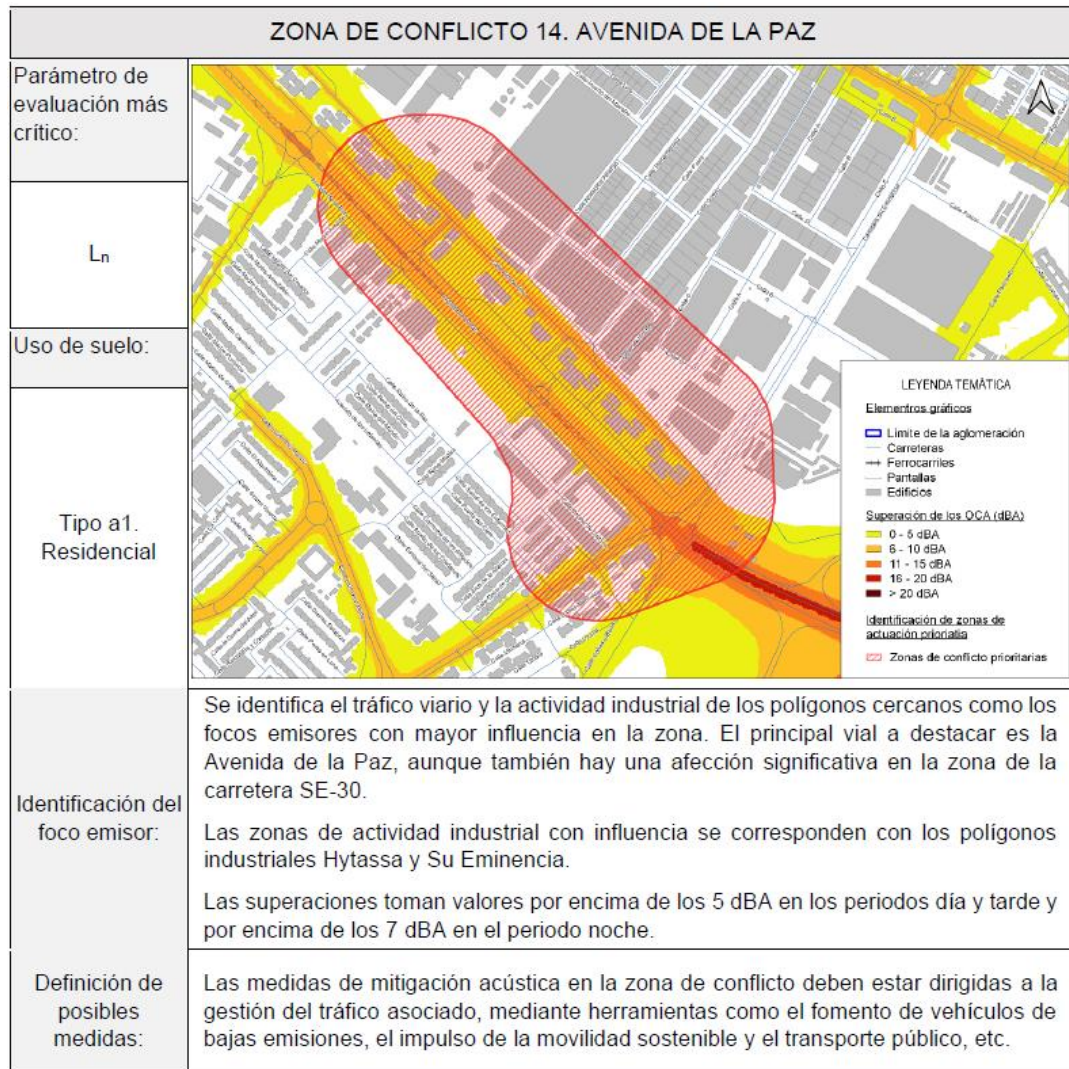 ZONA DE CONFLICTO 14. AVENIDA DE LA PAZ
Parámetro de
evaluación más
crítico:
Lₙ
Uso de suelo:
Tipo a1.
Residencial
LEYENDA TEMÁTICA
Elementros gráficos
Límite de la aglomeración
Carreteras
Ferrocarriles
Pantallas
Edificios
Superación de los OCA (dBA)
0 - 5 dBA
6 - 10 dBA
11 - 15 dBA
16 - 20 dBA
> 20 dBA
Identificación de zonas de
actuación prioriatia
Zonas de conflicto prioritarias
Identificación del
foco emisor:
Se identifica el tráfico viario y la actividad industrial de los polígonos cercanos como los
focos emisores con mayor influencia en la zona. El principal vial a destacar es la
Avenida de la Paz, aunque también hay una afección significativa en la zona de la
carretera SE-30.
Las zonas de actividad industrial con influencia se corresponden con los polígonos
industriales Hytassa y Su Eminencia.
Las superaciones toman valores por encima de los 5 dBA en los periodos día y tarde y
por encima de los 7 dBA en el periodo noche.
Definición de
posibles
medidas:
Las medidas de mitigación acústica en la zona de conflicto deben estar dirigidas a la
gestión del tráfico asociado, mediante herramientas como el fomento de vehículos de
bajas emisiones, el impulso de la movilidad sostenible y el transporte público, etc.